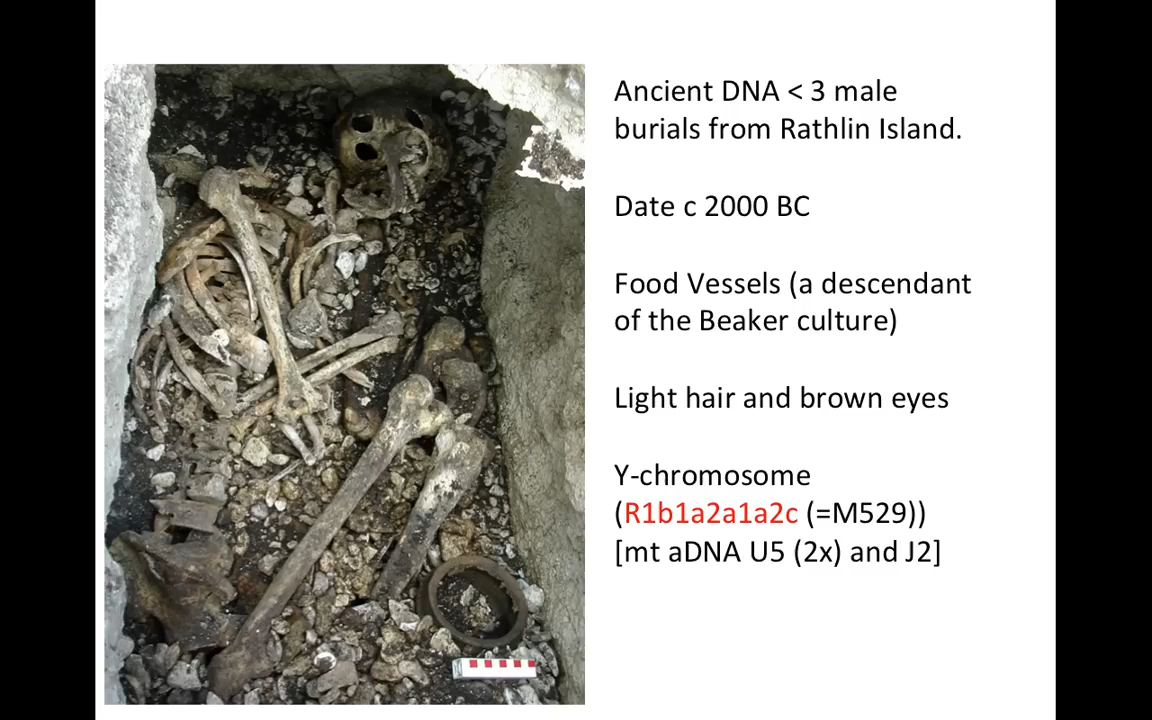 Ancient DNA < 3 male
burials from Rathlin Island.
Date c 2000 BC
Food Vessels (a descendant
of the Beaker culture)
Light hair and brown eyes
Y-chromosome
(R1b1a2a1a2c (=M529))
[mt aDNA U5 (2x) and J2]